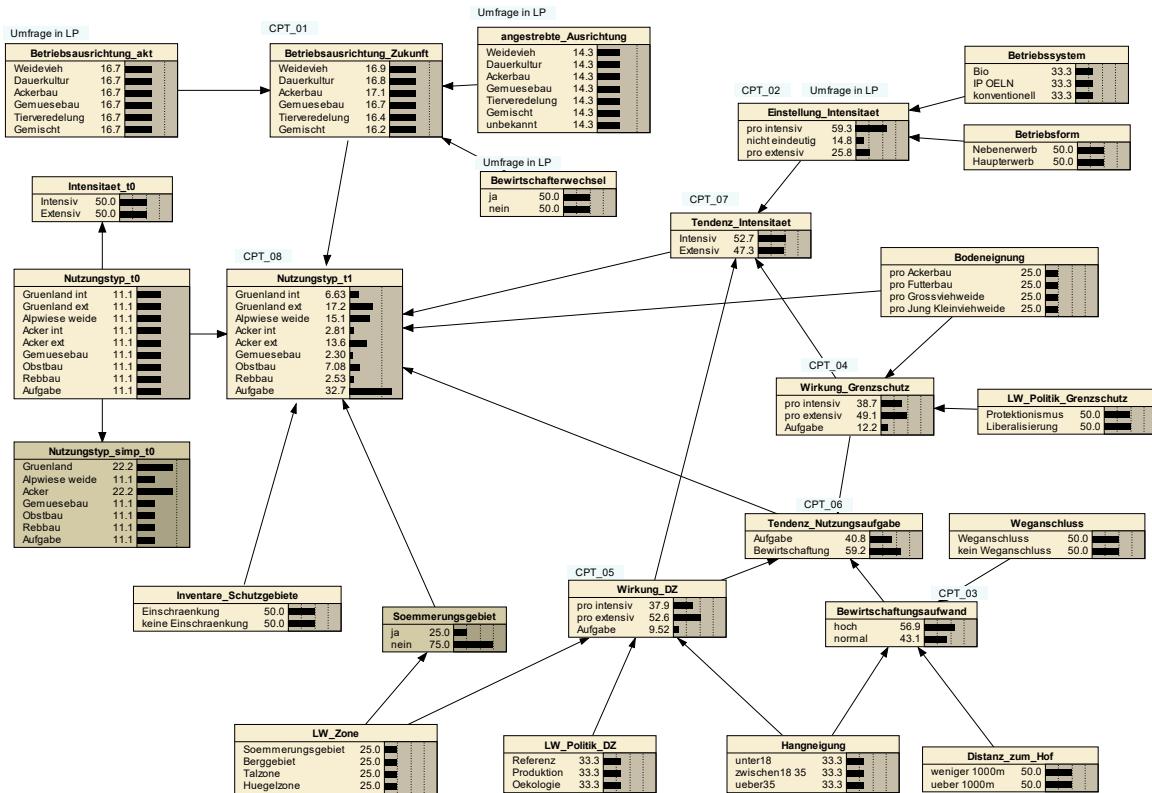 Umfrage in LP
Betriebsausrichtung_akt
Weidevieh 16.7
Dauerkultur 16.7
Ackerbau 16.7
Gemuesebau 16.7
Tierveredelung 16.7
Gemischt 16.7
CPT_01
Betriebsausrichtung_Zukunft
Weidevieh 16.9
Dauerkultur 16.8
Ackerbau 17.1
Gemuesebau 16.7
Tierveredelung 16.4
Gemischt 16.2
Umfrage in LP
angestrebte_Ausrichtung
Weidevieh 14.3
Dauerkultur 14.3
Ackerbau 14.3
Gemuesebau 14.3
Tierveredelung 14.3
Gemischt 14.3
unbekannt 14.3
Betriebssystem
Bio 33.3
IP OELN 33.3
konventionell 33.3
CPT_02
Umfrage in LP
Einstellung_Intensitaet
pro intensiv 59.3
nicht eindeutig 14.8
pro extensiv 25.8
Betriebsform
Nebenerwerb 50.0
Haupterwerb 50.0
Umfrage in LP
Bewirtschafterwechsel
ja 50.0
nein 50.0
Intensitaet_t0
Intensiv 50.0
Extensiv 50.0
CPT_07
Tendenz_Intensitaet
Intensiv 52.7
Extensiv 47.3
Nutzungstyp_t0
Gruenland int 11.1
Gruenland ext 11.1
Alpwiese weide 11.1
Acker int 11.1
Acker ext 11.1
Gemuesebau 11.1
Obstbau 11.1
Rebbau 11.1
Aufgabe 11.1
CPT_08
Nutzungstyp_t1
Gruenland int 6.63
Gruenland ext 17.2
Alpwiese weide 15.1
Acker int 2.81
Acker ext 13.6
Gemuesebau 2.30
Obstbau 7.08
Rebbau 2.53
Aufgabe 32.7
Bodeneignung
pro Ackerbau 25.0
pro Futterbau 25.0
pro Grossviehweide 25.0
pro Jung Kleinviehweide 25.0
CPT_04
Wirkung_Grenzschutz
pro intensiv 38.7
pro extensiv 49.1
Aufgabe 12.2
LW_Politik_Grenzschutz
Protektionismus 50.0
Liberalisierung 50.0
Nutzungstyp_simp_t0
Gruenland 22.2
Alpwiese weide 11.1
Acker 22.2
Gemuesebau 11.1
Obstbau 11.1
Rebbau 11.1
Aufgabe 11.1
CPT_06
Tendenz_Nutzungsaufgabe
Aufgabe 40.8
Bewirtschaftung 59.2
Weganschluss
Weganschluss 50.0
kein Weganschluss 50.0
Inventare_Schutzgebiete
Einschraenkung 50.0
keine Einschraenkung 50.0
Soemmerungsgebiet
ja 25.0
nein 75.0
CPT_05
Wirkung_DZ
pro intensiv 37.9
pro extensiv 52.6
Aufgabe 9.52
CPT_03
Bewirtschaftungsaufwand
hoch 56.9
normal 43.1
LW_Zone
Soemmerungsgebiet 25.0
Berggebiet 25.0
Talzone 25.0
Huegelzone 25.0
LW_Politik_DZ
Referenz 33.3
Produktion 33.3
Oekologie 33.3
Hangneigung
unter18 33.3
zwischen18 35 33.3
ueber35 33.3
Distanz_zum_Hof
weniger 1000m 50.0
ueber 1000m 50.0